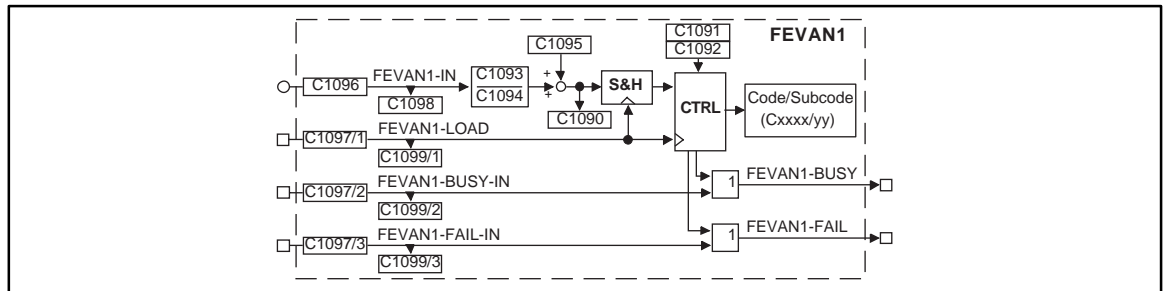 C1091
C1092
FEVAN1
C1095
C1096
FEVAN1-IN
C1093
C1094
+
+
S&H
CTRL
Code/Subcode
(Cxxxx/yy)
C1098
C1090
C1097/1
FEVAN1-LOAD
C1099/1
C1097/2
FEVAN1-BUSY-IN
1
FEVAN1-BUSY
C1099/2
C1097/3
FEVAN1-FAIL-IN
1
FEVAN1-FAIL
C1099/3